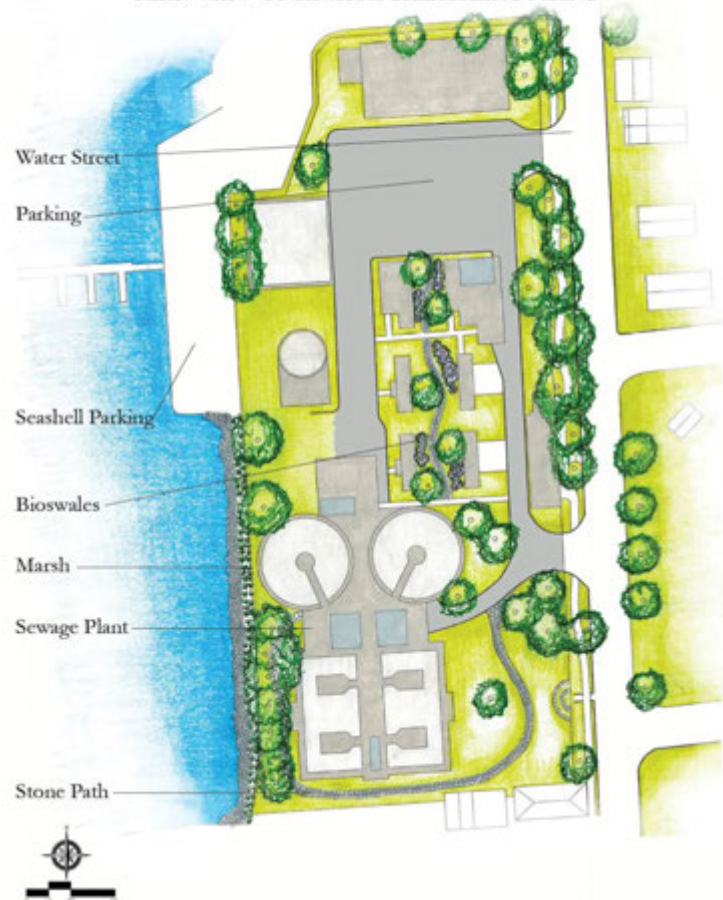 Water Street
Parking
Seashell Parking
Bioswales
Marsh
Sewage Plant
Stone Path